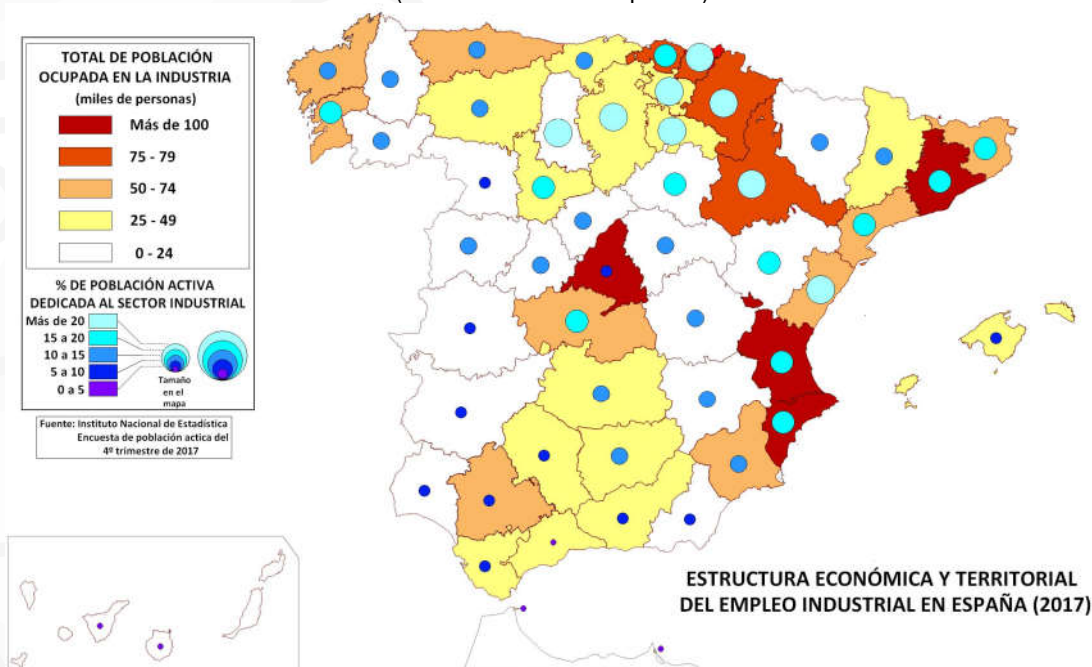 TOTAL DE POBLACIÓN
OCUPADA EN LA INDUSTRIA
(miles de personas)
Más de 100
75 - 79
50 - 74
25 - 49
0 - 24
% DE POBLACIÓN ACTIVA
DEDICADA AL SECTOR INDUSTRIAL
Más de 20
15 a 20
10 a 15
5 a 10
0 a 5
Tamaño
en el
mapa
Fuente: Instituto Nacional de Estadística
Encuesta de población actica del
4º trimestre de 2017
ESTRUCTURA ECONÓMICA Y TERRITORIAL
DEL EMPLEO INDUSTRIAL EN ESPAÑA (2017)